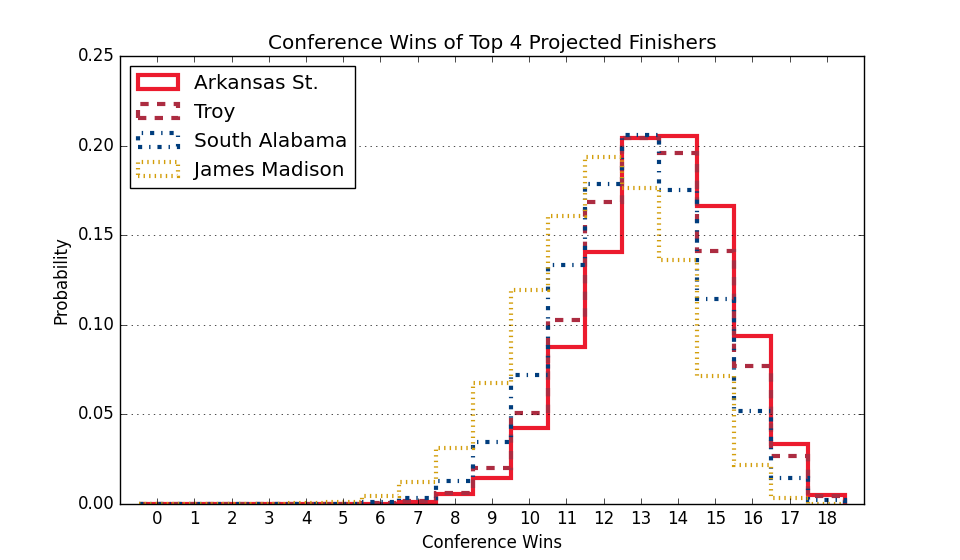 Conference Wins of Top 4 Projected Finishers
0.25
0.20
0.15
0.10
0.05
0.00
Probability
Arkansas St.
Troy
South Alabama
James Madison
0 1 2 3 4 5 6 7 8 9 10 11 12 13 14 15 16 17 18
Conference Wins